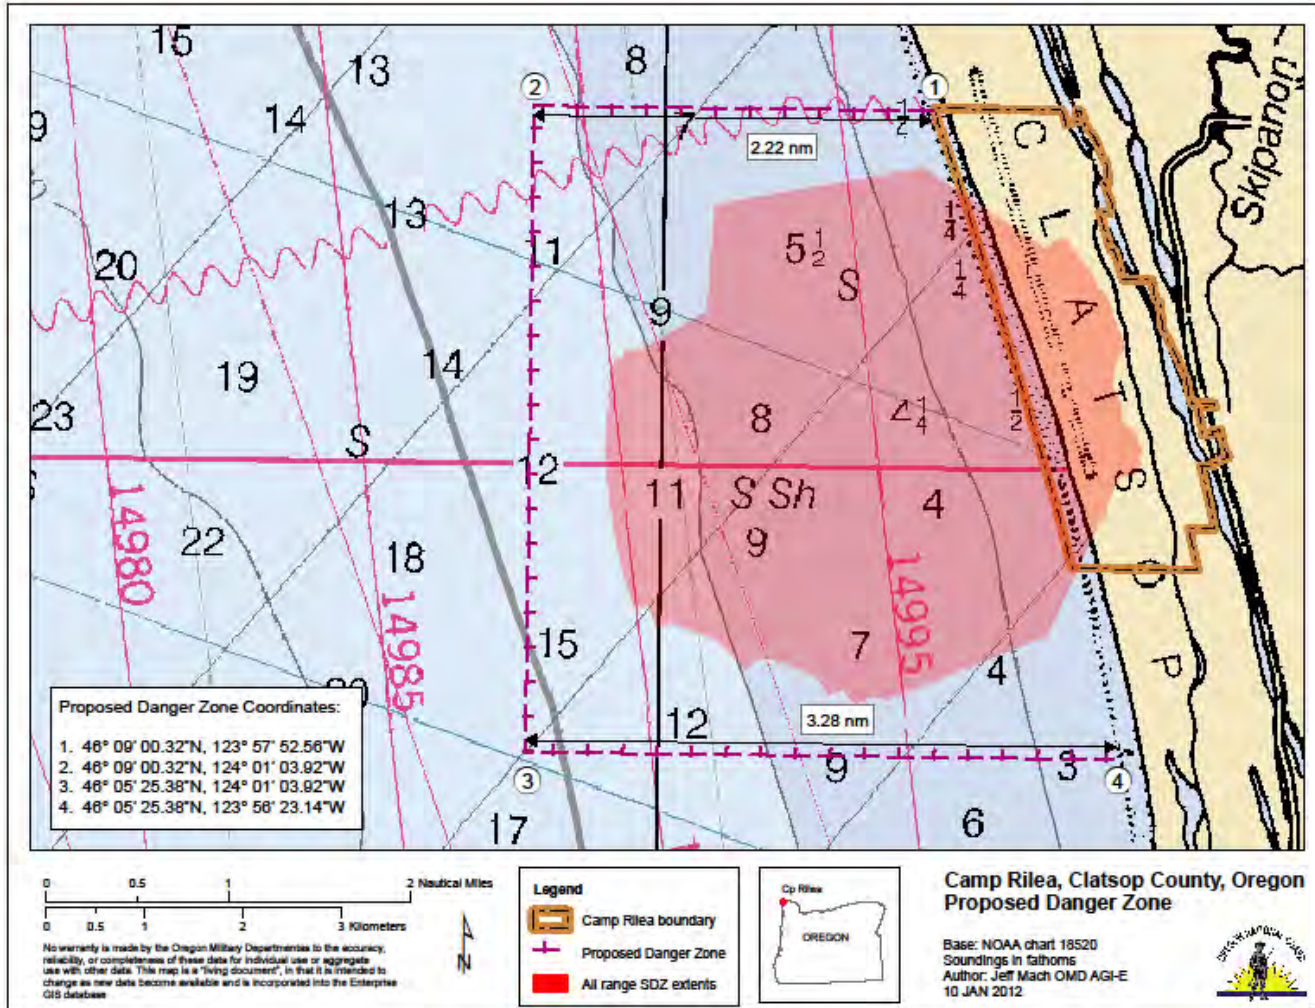 15
8
13
14
9
2
1
7
1/2
2.22 nm
C
L
A
T
S
O
P
Skipanon
13
11
5 1/2
S
1/4
1/4
20
9
14
19
23
8
4 1/4
1/2
S
12
11
S Sh
4
9
22
18
14980
14985
14995
15
7
4
20
12
3.28 nm
3
9
3
4
17
6
Proposed Danger Zone Coordinates:
1. 46° 09' 00.32"N, 123° 57' 52.56"W
2. 46° 09' 00.32"N, 124° 01' 03.92"W
3. 46° 05' 25.38"N, 124° 01' 03.92"W
4. 46° 05' 25.38"N, 123° 56' 23.14"W
0 0.5 1 2 Nautical Miles
0 0.5 1 2 3 Kilometers
No warranty is made by the Oregon Military Departmentas to the accuracy,
reliability, or completeness of these data for individual use or aggregate
use with other data. This map is a "living document", in that it is intended to
change as new data become available and is incorporated into the Enterprise
GIS database
N
Legend
Camp Rilea boundary
Proposed Danger Zone
All range SDZ extents
Cp Rilea
OREGON
Camp Rilea, Clatsop County, Oregon
Proposed Danger Zone
Base: NOAA chart 18520
Soundings in fathoms
Author: Jeff Mach OMD AGI-E
10 JAN 2012